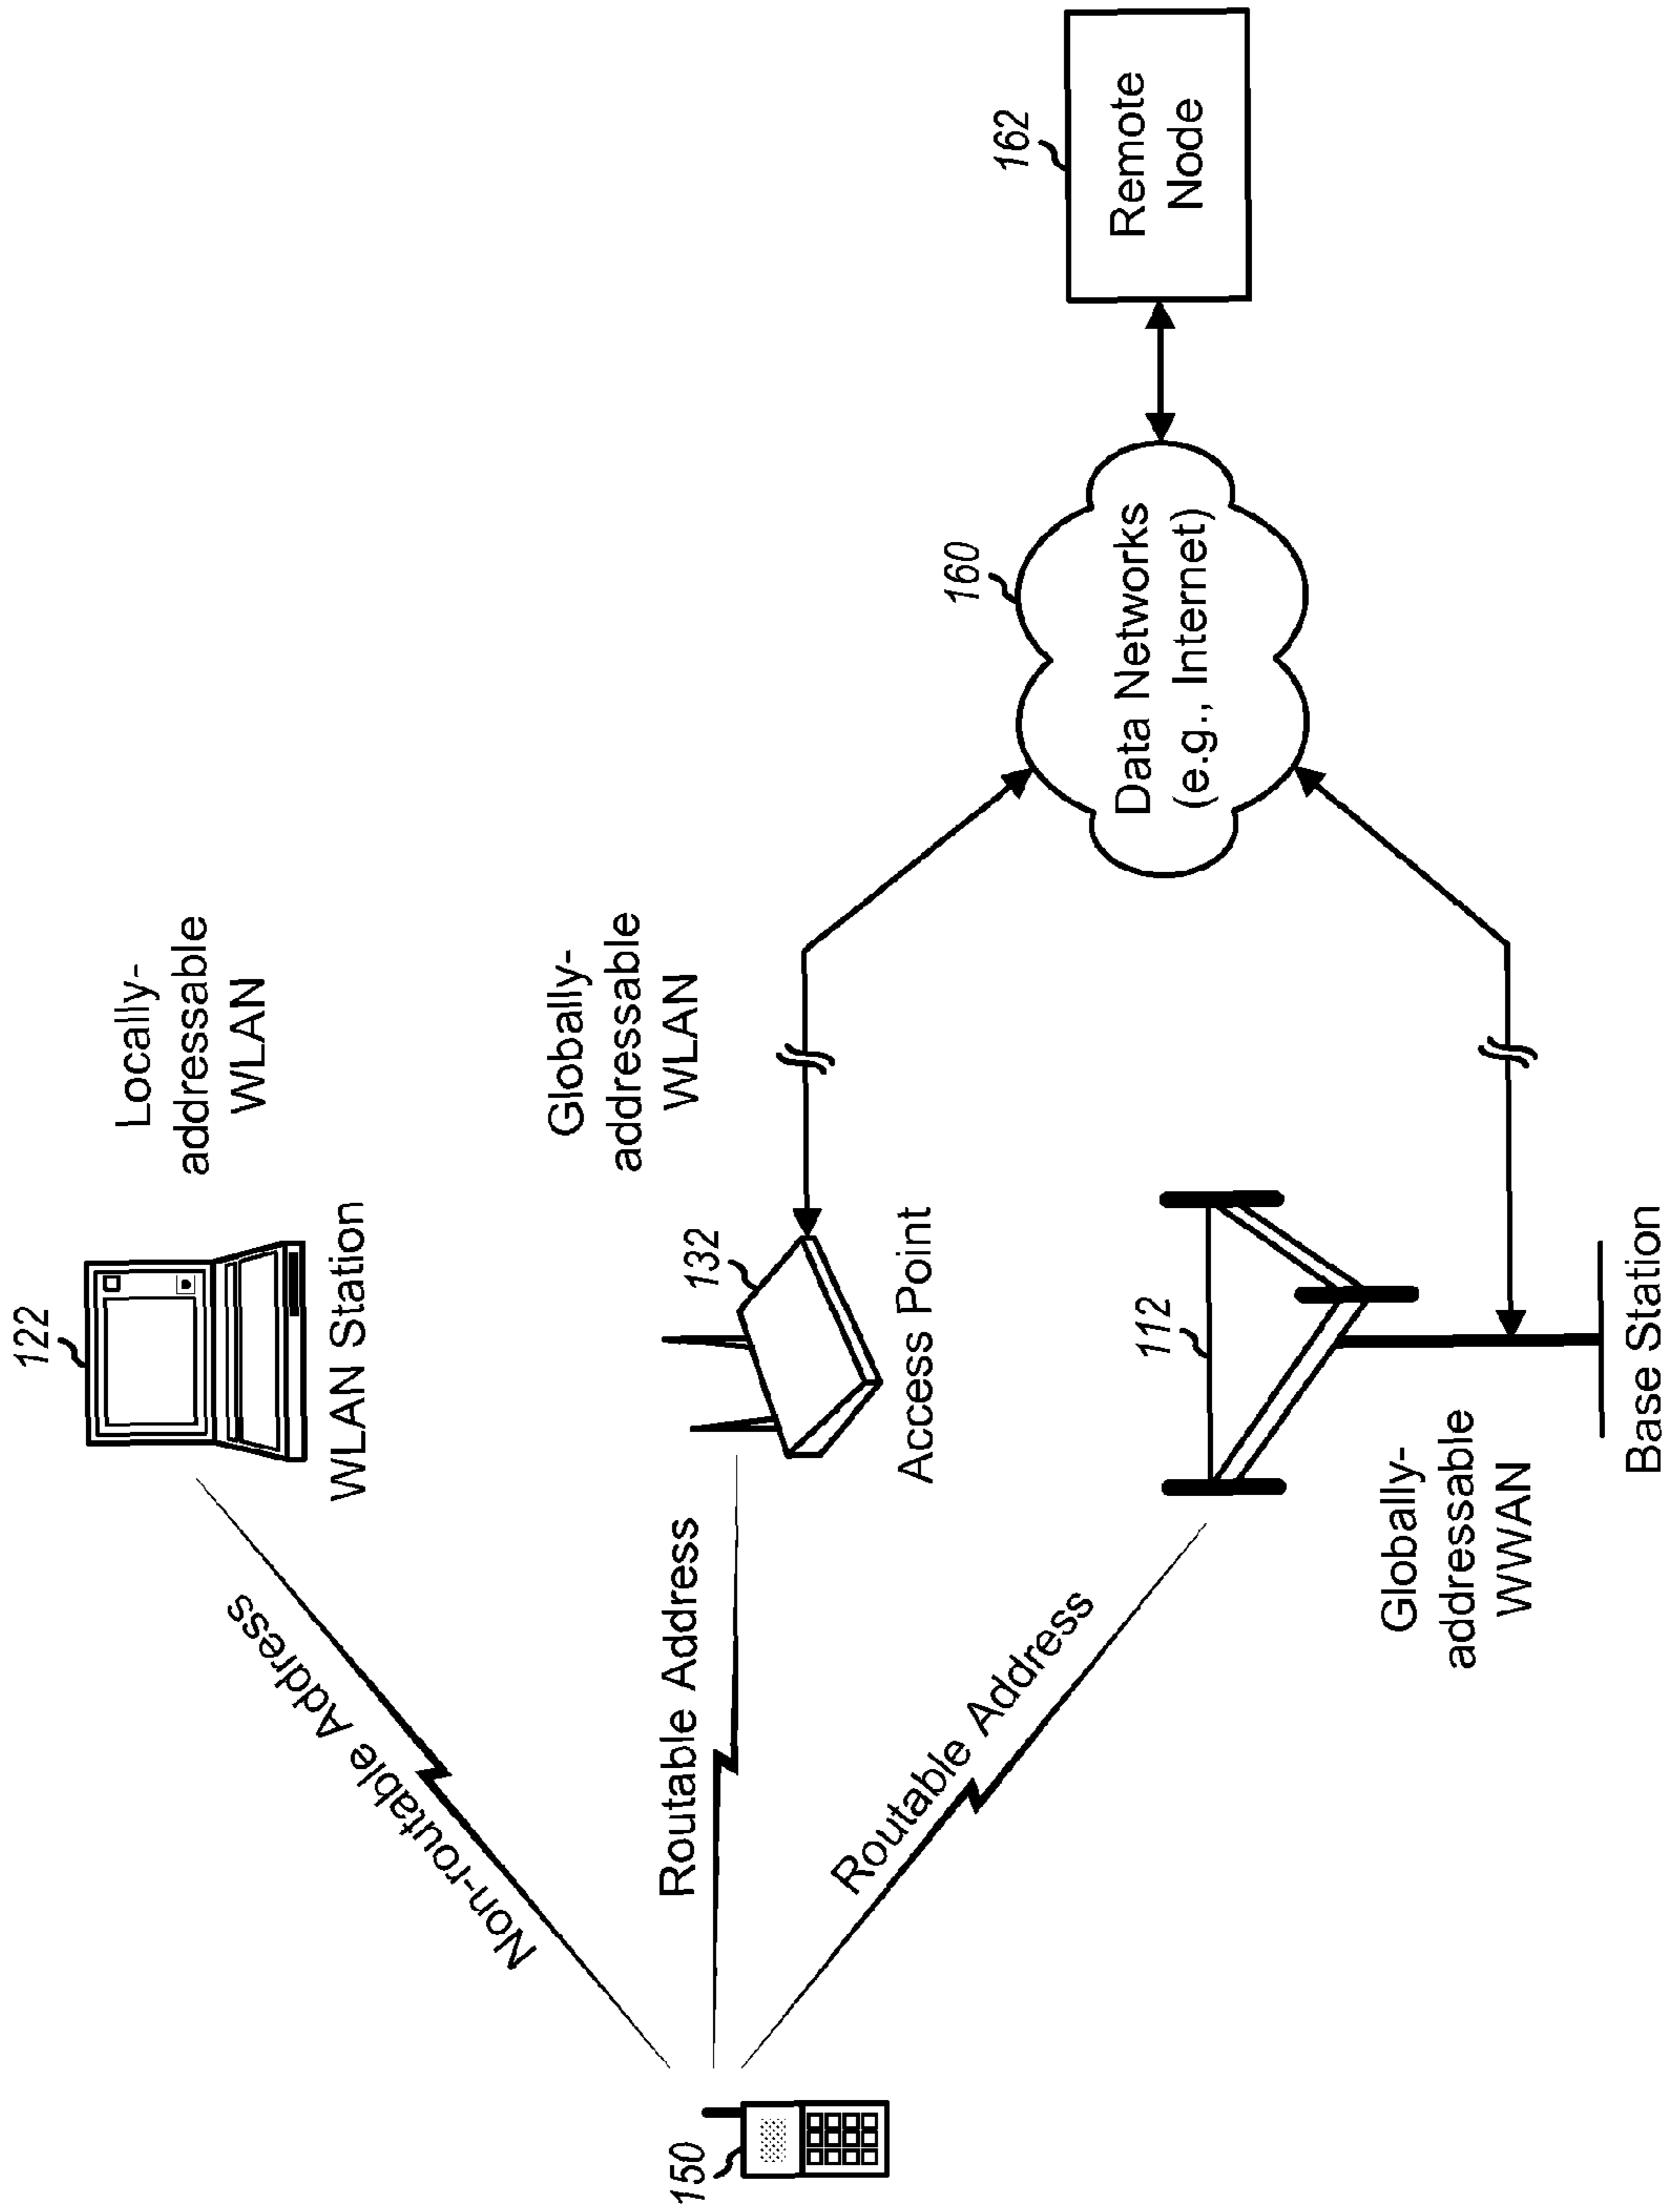 122
WLAN Station
Locally-
addressable
WLAN
Non-routable Address
150
Routable Address
132
Access Point
Globally-
addressable
WLAN
Routable Address
112
Globally-
addressable
WWAN
Base Station
160
Data Networks
(e.g., Internet)
162
Remote
Node